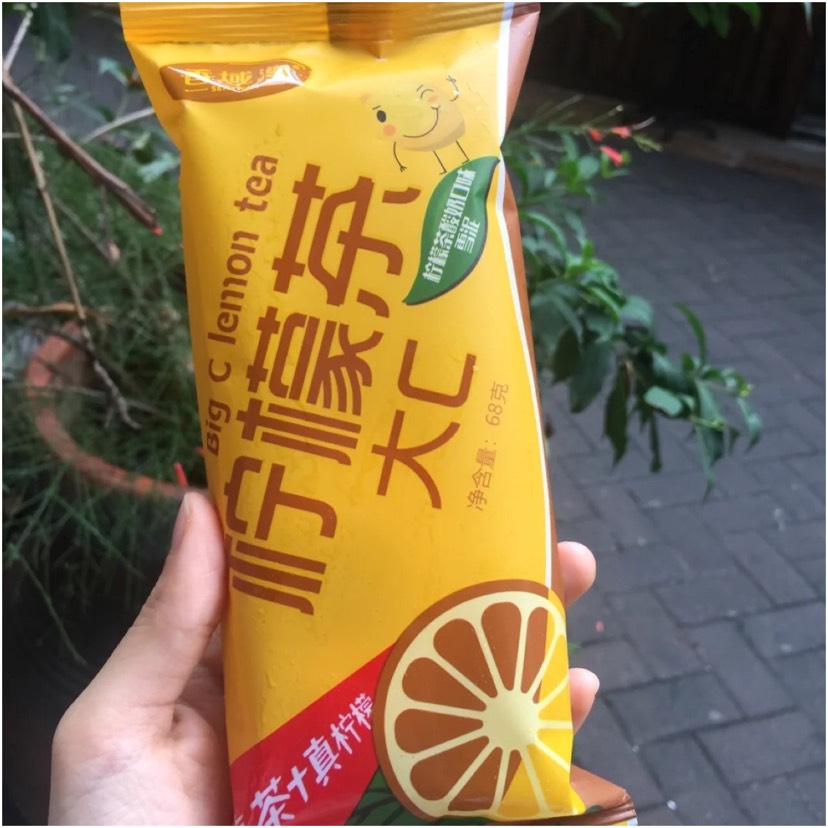 Big C lemon tea
柠檬茶
大C
柠檬茶酸奶口味
雪泥
净含量：68克
茶+真柠檬